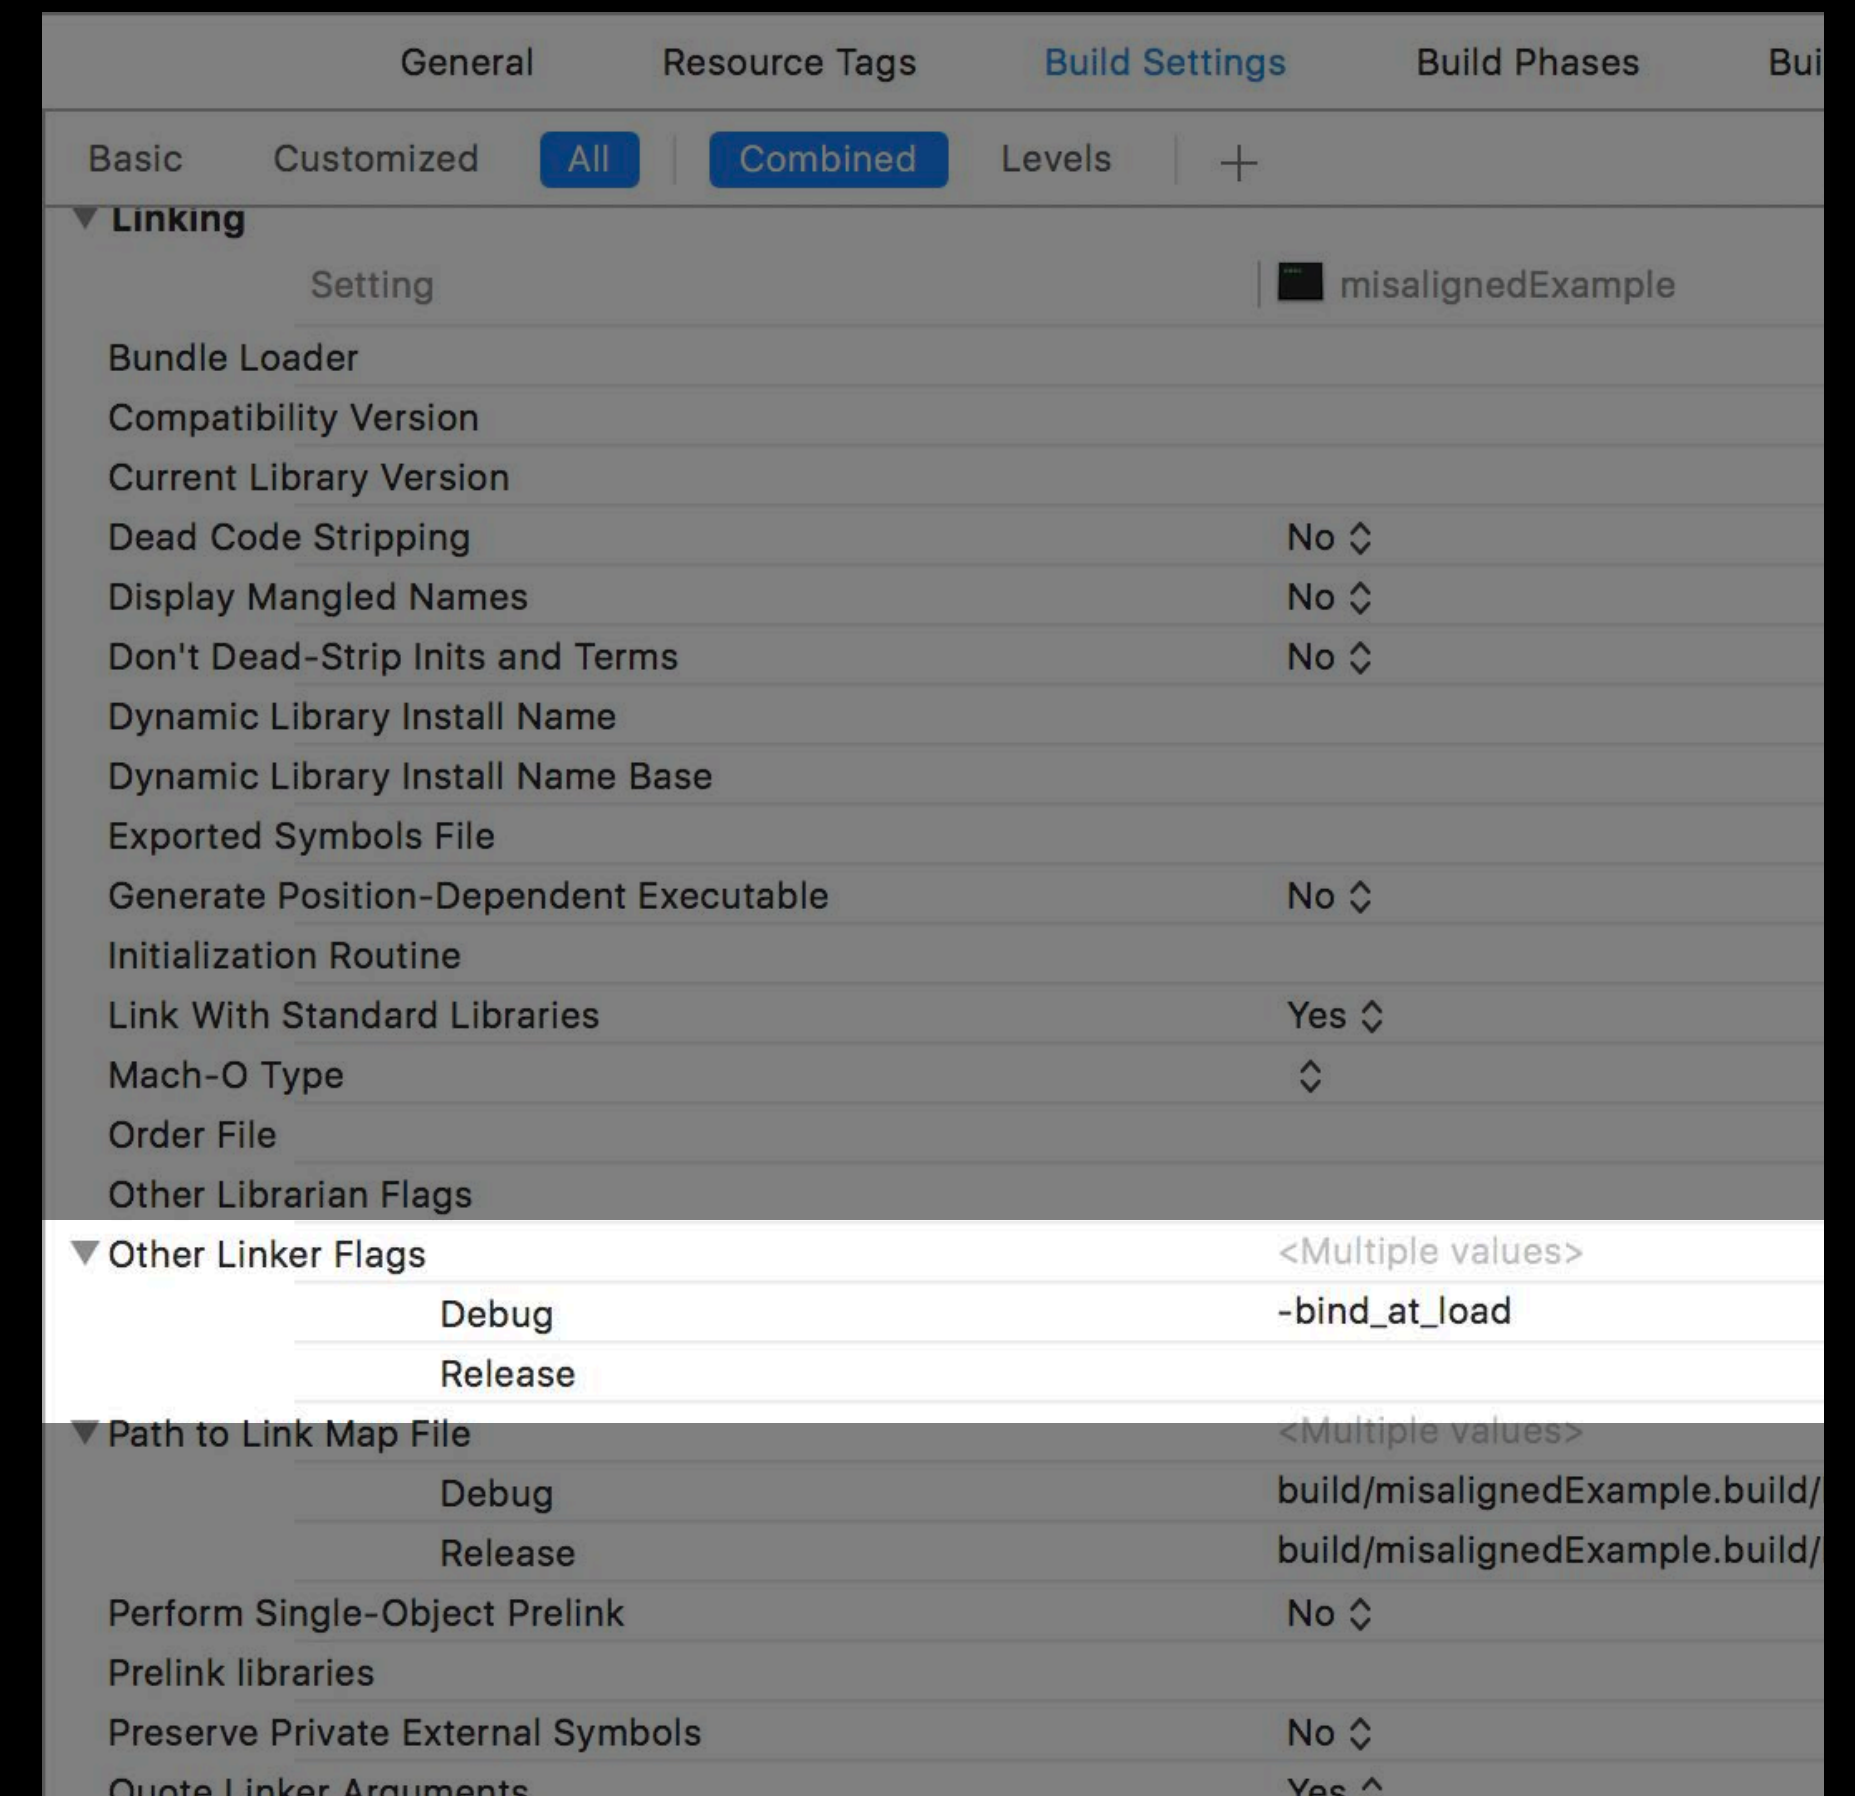 General Resource Tags Build Settings Build Phases Bui
Basic Customized All Combined Levels +
Linking
Setting misalignedExample
Bundle Loader
Compatibility Version
Current Library Version
Dead Code Stripping No
Display Mangled Names No
Don't Dead-Strip Inits and Terms No
Dynamic Library Install Name
Dynamic Library Install Name Base
Exported Symbols File
Generate Position-Dependent Executable No
Initialization Routine
Link With Standard Libraries Yes
Mach-O Type
Order File
Other Librarian Flags
Other Linker Flags <Multiple values>
Debug -bind_at_load
Release
Path to Link Map File <Multiple values>
Debug build/misalignedExample.build/
Release build/misalignedExample.build/
Perform Single-Object Prelink No
Prelink libraries
Preserve Private External Symbols No
Quote Linker Arguments Yes